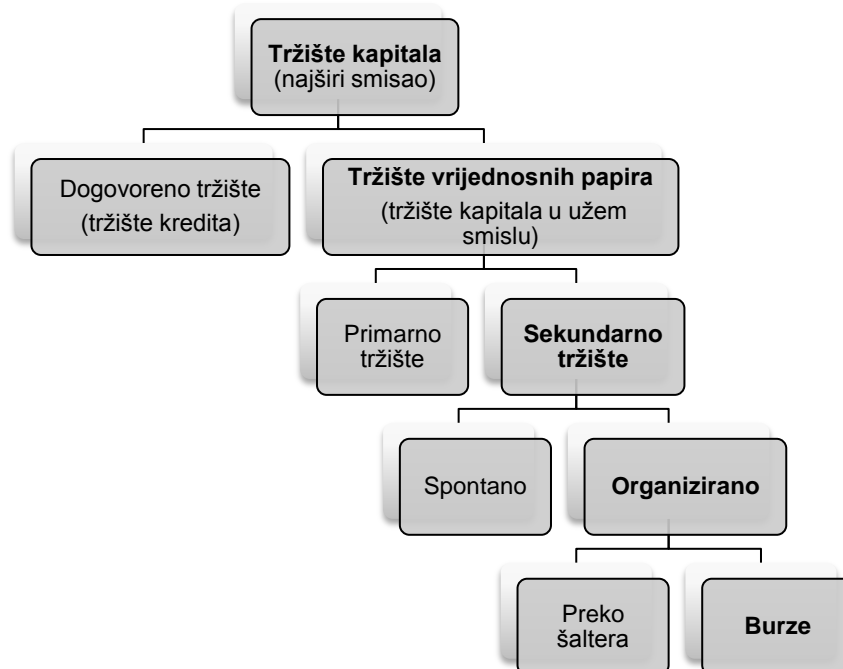 Tržište kapitala
(najširi smisao)
Dogovoreno tržište
(tržište kredita)
Tržište vrijednosnih papira
(tržište kapitala u užem
smislu)
Primarno
tržište
Sekundarno
tržište
Spontano
Organizirano
Preko
šaltera
Burze